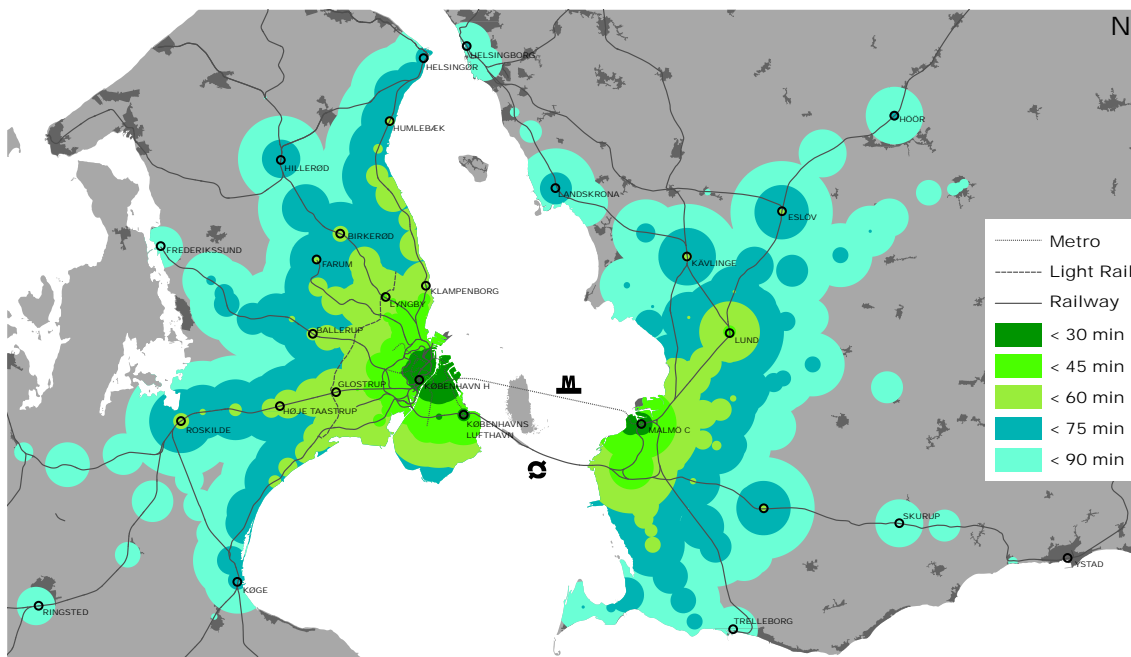 N
HELSINGBORG
HELSINGØR
HÖÖR
HUMLEBÆK
HILLERØD
LANDSKRONA
ESLÖV
BIRKERØD
FREDERIKSSUND
KÄVLINGE
FARUM
KLAMPENBORG
LYNGBY
BALLERUP
LUND
KØBENHAVN H
M
GLOSTRUP
HØJE TAASTRUP
KØBENHAVNS
LUFTHAVN
ROSKILDE
MALMÖ C
SKURUP
YSTAD
KØGE
RINGSTED
TRELLEBORG
Metro
Light Rail
Railway
< 30 min
< 45 min
< 60 min
< 75 min
< 90 min